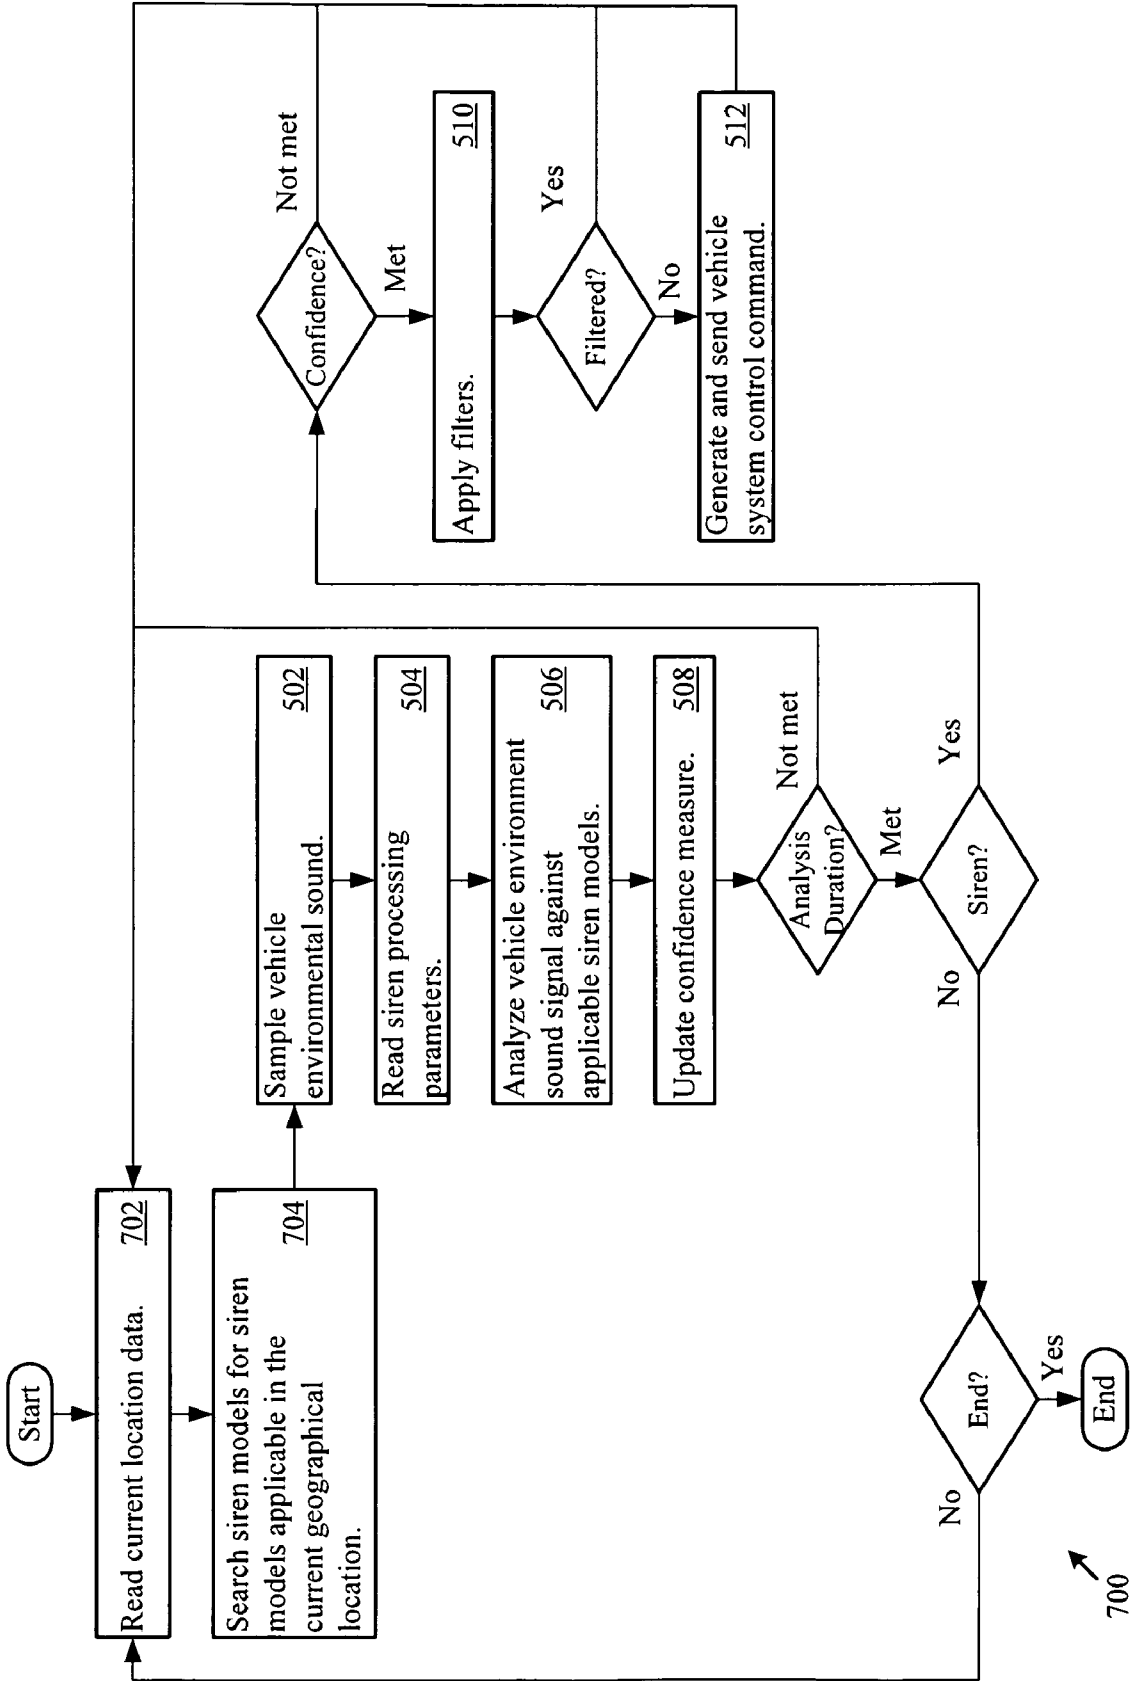 Start
Read current location data.
702
Search siren models for siren
models applicable in the
current geographical
location.
704
Sample vehicle
environmental sound.
502
Read siren processing
parameters.
504
Analyze vehicle environment
sound signal against
applicable siren models.
506
Update confidence measure.
508
Analysis
Duration?
Not met
Met
Siren?
Yes
No
End?
No
Yes
End
Confidence?
Not met
Met
Apply filters.
510
Filtered?
Yes
No
Generate and send vehicle
system control command.
512
700